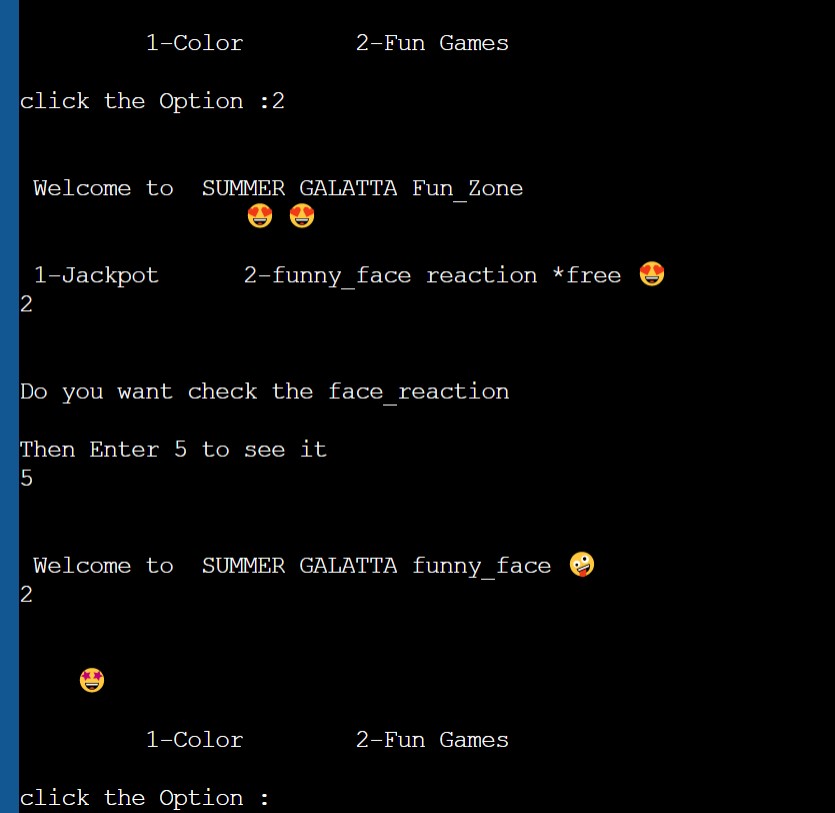 1-Color 2-Fun Games
click the Option :2
Welcome to SUMMER GALATTA Fun_Zone
😍 😍
1-Jackpot 2-funny_face reaction *free 😍
2
Do you want check the face_reaction
Then Enter 5 to see it
5
Welcome to SUMMER GALATTA funny_face 🤪
2
🤩
1-Color 2-Fun Games
click the Option :